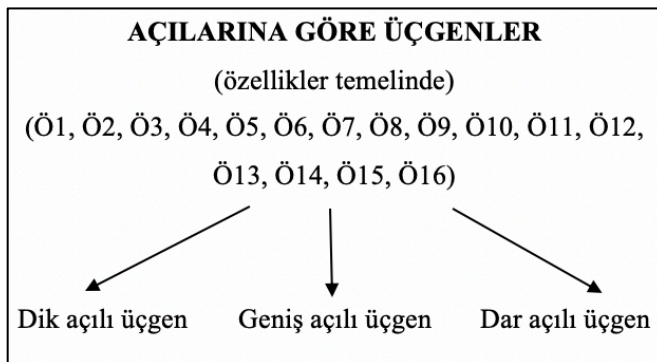 AÇILARINA GÖRE ÜÇGENLER
(özellikler temelinde)
(Ö1, Ö2, Ö3, Ö4, Ö5, Ö6, Ö7, Ö8, Ö9, Ö10, Ö11, Ö12,
Ö13, Ö14, Ö15, Ö16)
Dik açılı üçgen Geniş açılı üçgen Dar açılı üçgen